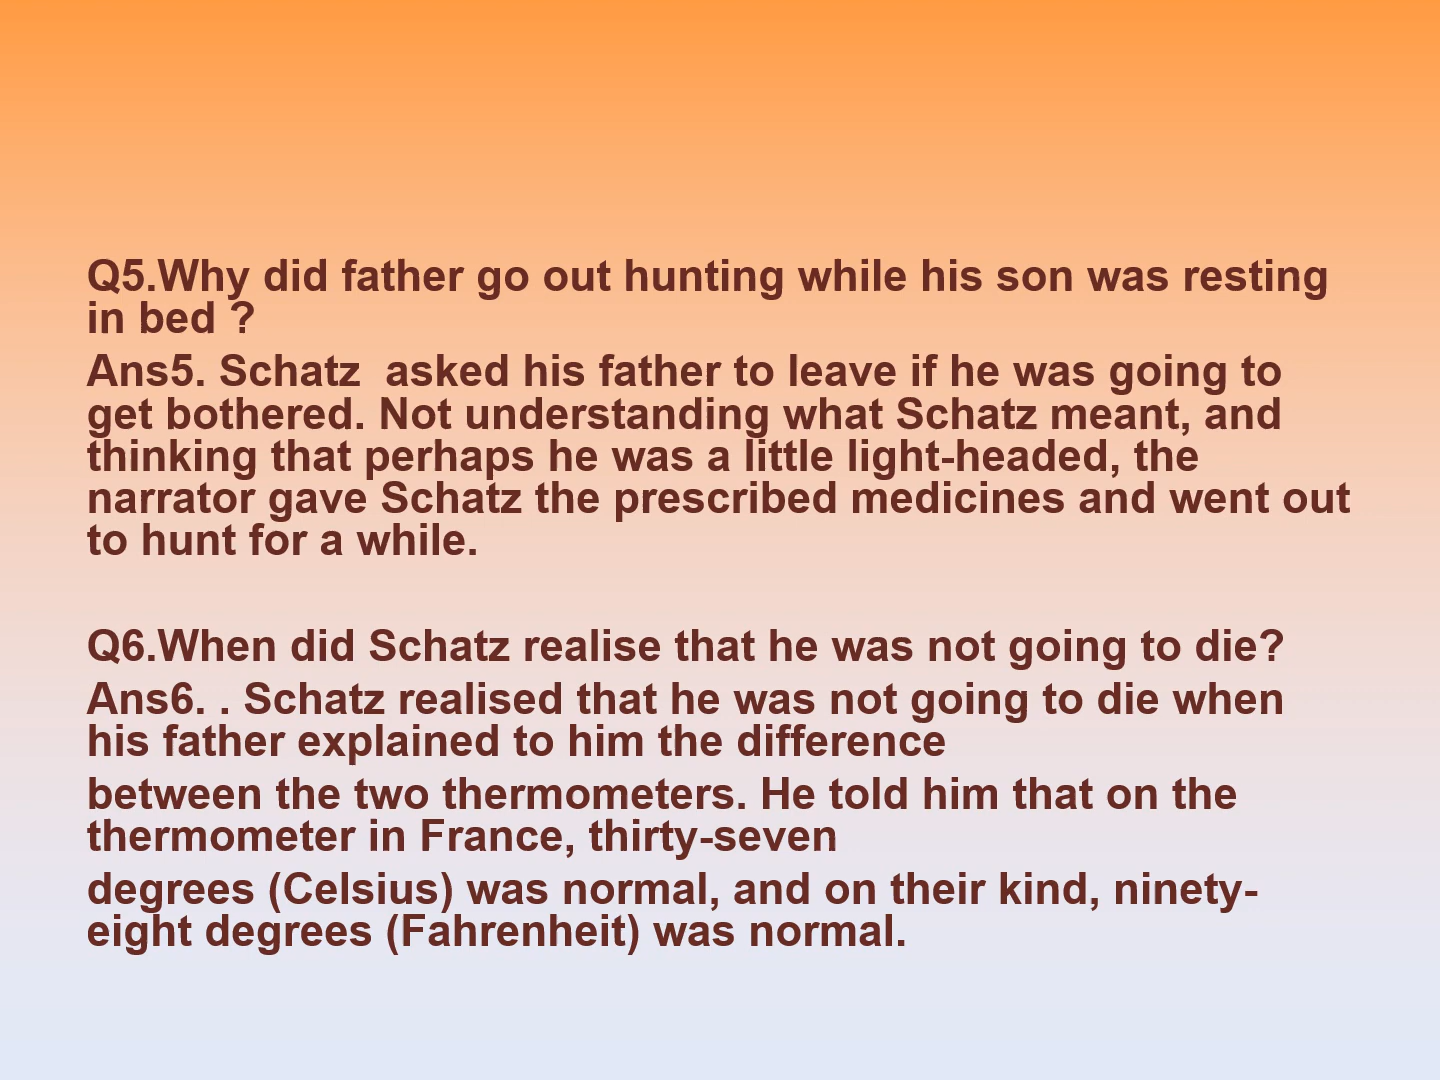 Q5.Why did father go out hunting while his son was resting
in bed ?
Ans5. Schatz  asked his father to leave if he was going to
get bothered. Not understanding what Schatz meant, and
thinking that perhaps he was a little light-headed, the
narrator gave Schatz the prescribed medicines and went out
to hunt for a while.
Q6.When did Schatz realise that he was not going to die?
Ans6. . Schatz realised that he was not going to die when
his father explained to him the difference
between the two thermometers. He told him that on the
thermometer in France, thirty-seven
degrees (Celsius) was normal, and on their kind, ninety-
eight degrees (Fahrenheit) was normal.